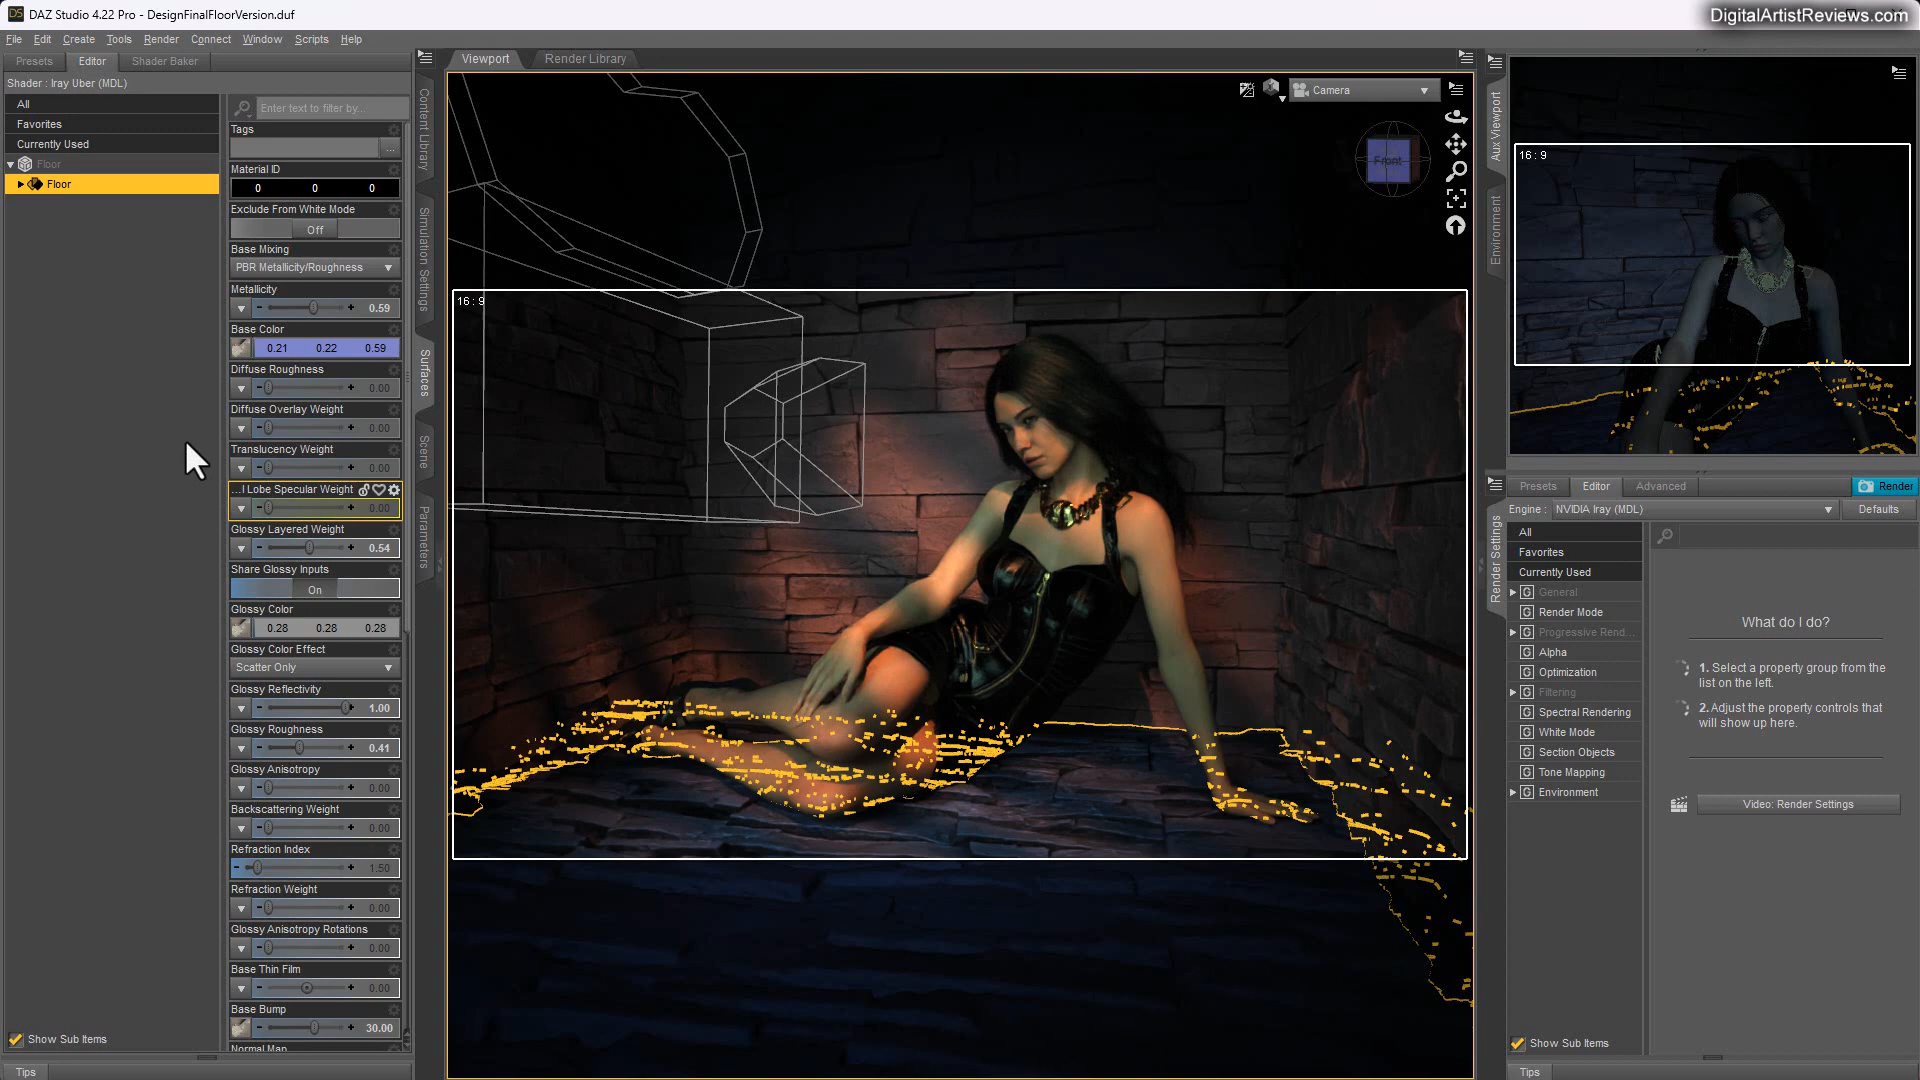 DAZ Studio 4.22 Pro - DesignFinalFloorVersion.duf
DigitalArtistReviews.com
File Edit Create Tools Render Connect Window Scripts Help
Presets Editor Shader Baker
Shader : Iray Uber (MDL)
All
Favorites
Currently Used
Floor
Floor
Show Sub Items
Tips
Enter text to filter by...
Tags
...
Material ID
0 0 0
Exclude From White Mode
Off
Base Mixing
PBR Metallicity/Roughness
Metallicity
0.59
Base Color
0.21 0.22 0.59
Diffuse Roughness
0.00
Diffuse Overlay Weight
0.00
Translucency Weight
0.00
...l Lobe Specular Weight
0.00
Glossy Layered Weight
0.54
Share Glossy Inputs
On
Glossy Color
0.28 0.28 0.28
Glossy Color Effect
Scatter Only
Glossy Reflectivity
1.00
Glossy Roughness
0.41
Glossy Anisotropy
0.00
Backscattering Weight
0.00
Refraction Index
1.50
Refraction Weight
0.00
Glossy Anisotropy Rotations
0.00
Base Thin Film
0.00
Base Bump
30.00
Normal Map
Content Library
Simulation Settings
Surfaces
Scene
Parameters
Viewport Render Library
Camera
Front
16 : 9
Aux Viewport
Environment
16 : 9
Render Settings
Presets Editor Advanced Render
Engine : NVIDIA Iray (MDL) Defaults
All
Favorites
Currently Used
General
Render Mode
Progressive Rend...
Alpha
Optimization
Filtering
Spectral Rendering
White Mode
Section Objects
Tone Mapping
Environment
Show Sub Items
Tips
What do I do?
1. Select a property group from the
list on the left.
2. Adjust the property controls that
will show up here.
Video: Render Settings